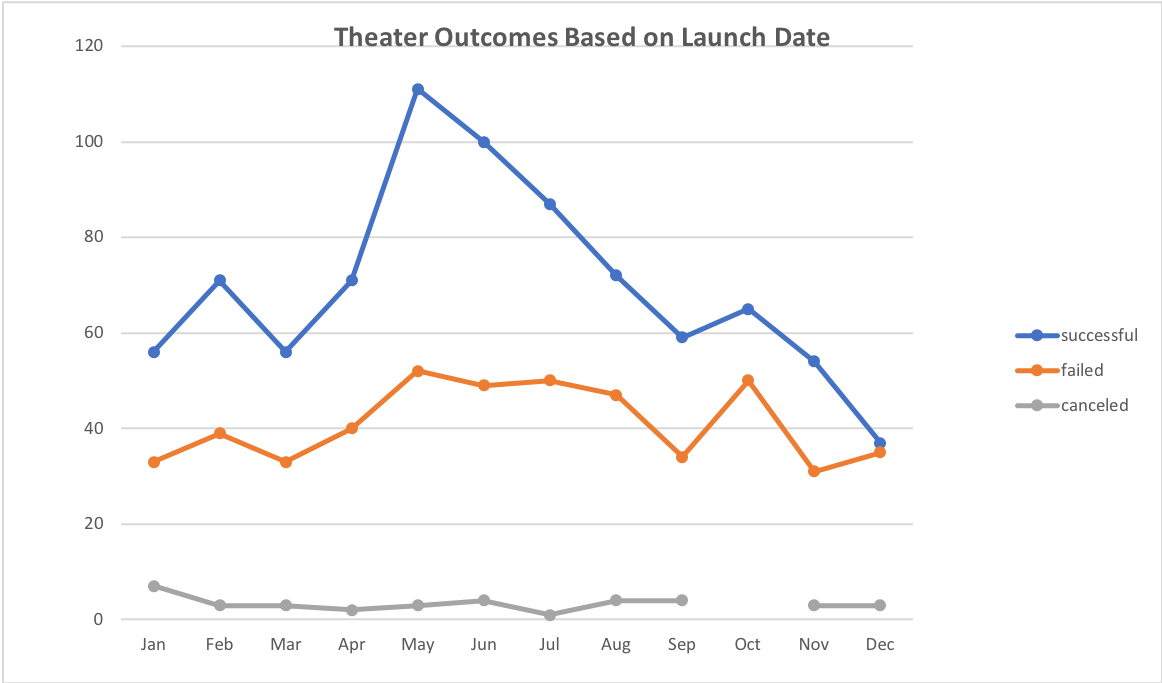 Theater Outcomes Based on Launch Date
120
100
80
60
40
20
0
Jan Feb Mar Apr May Jun Jul Aug Sep Oct Nov Dec
successful
failed
canceled